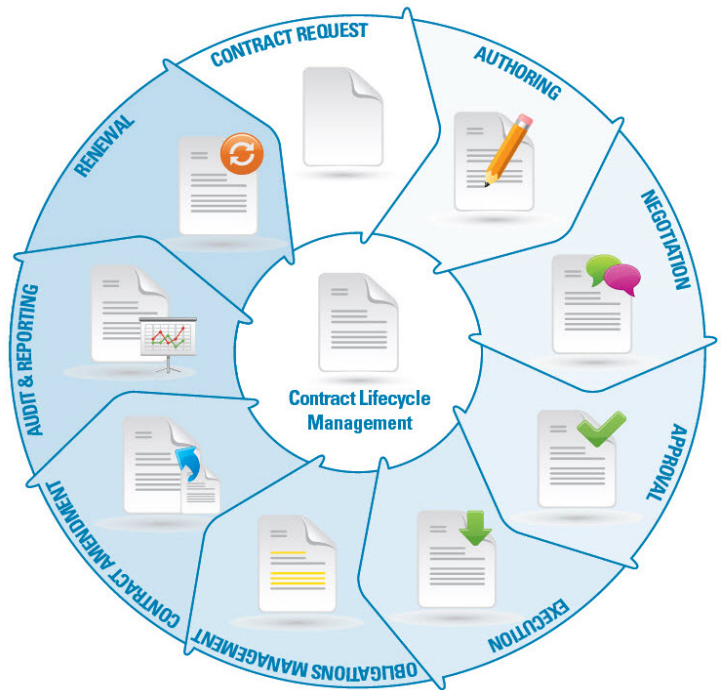 CONTRACT REQUEST
AUTHORING
NEGOTIATION
APPROVAL
EXECUTION
OBLIGATIONS MANAGEMENT
CONTRACT AMENDMENT
AUDIT & REPORTING
RENEWAL
Contract Lifecycle
Management